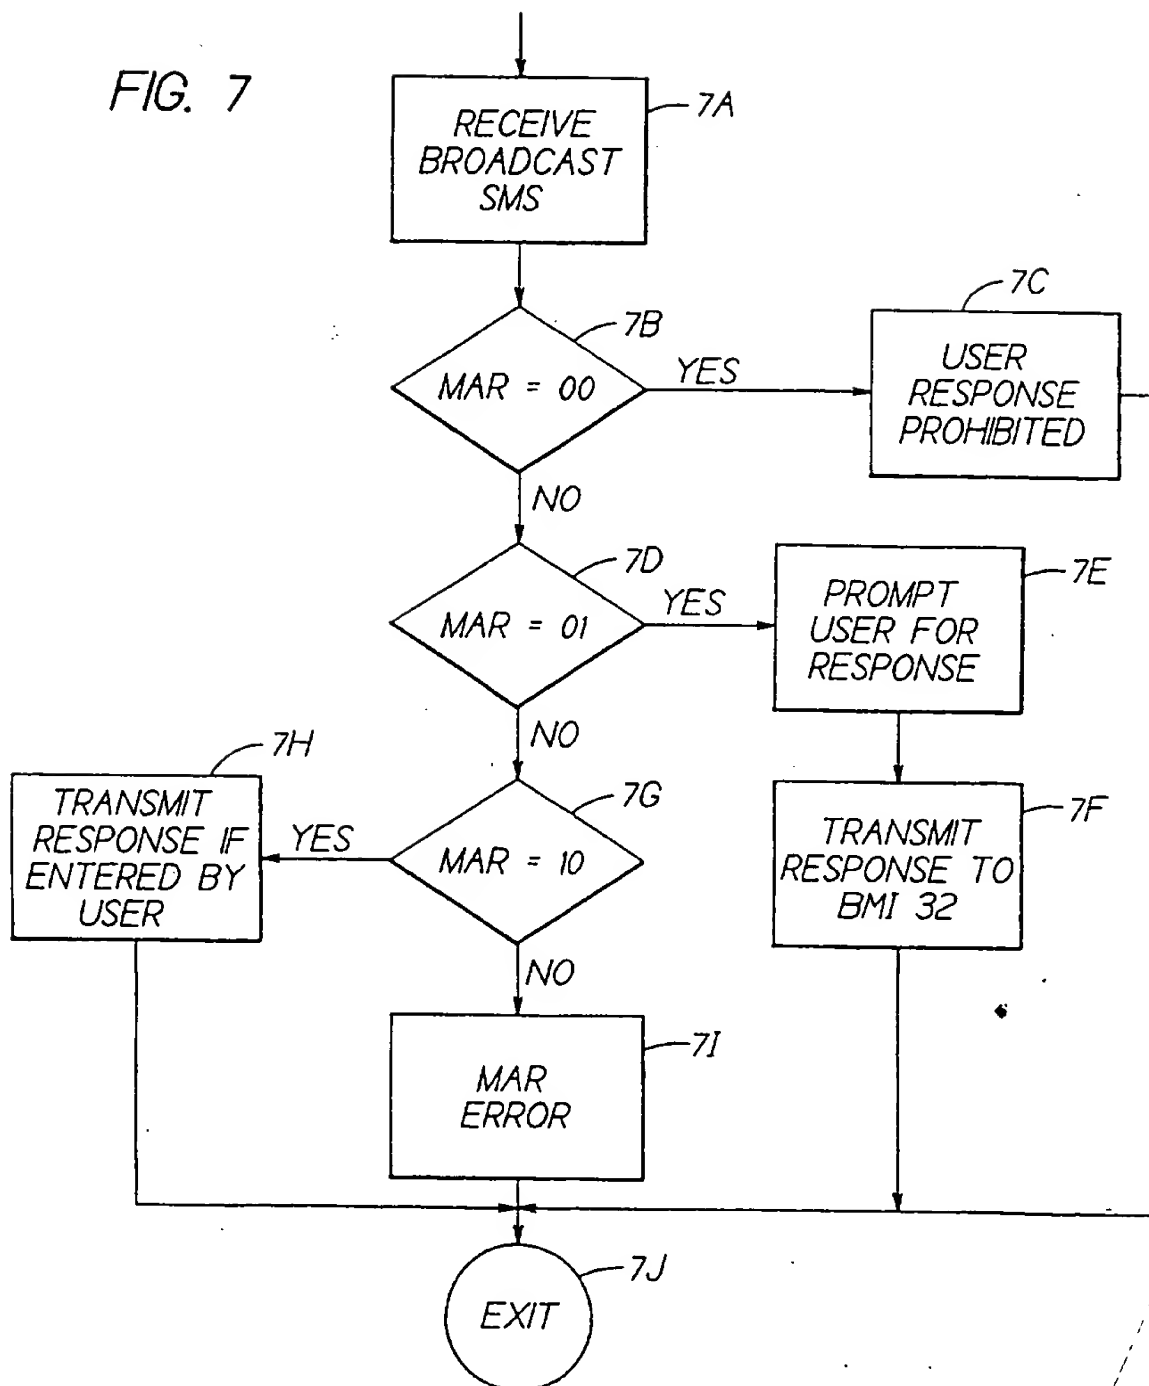 FIG. 7
7A
RECEIVE
BROADCAST
SMS
7B
MAR = 00
YES
7C
USER
RESPONSE
PROHIBITED
NO
7D
MAR = 01
YES
7E
PROMPT
USER FOR
RESPONSE
NO
7H
TRANSMIT
RESPONSE IF
ENTERED BY
USER
YES
7G
MAR = 10
7F
TRANSMIT
RESPONSE TO
BMI 32
NO
7I
MAR
ERROR
7J
EXIT